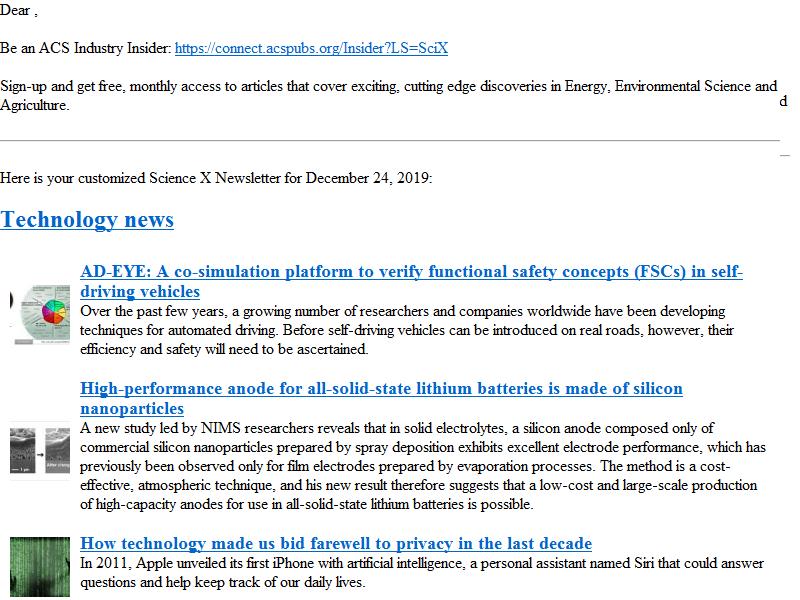 Dear ,
Be an ACS Industry Insider: https://connect.acspubs.org/Insider?LS=SciX
Sign-up and get free, monthly access to articles that cover exciting, cutting edge discoveries in Energy, Environmental Science and
Agriculture.
d
Here is your customized Science X Newsletter for December 24, 2019:
Technology news
AD-EYE: A co-simulation platform to verify functional safety concepts (FSCs) in self-
driving vehicles
Over the past few years, a growing number of researchers and companies worldwide have been developing
techniques for automated driving. Before self-driving vehicles can be introduced on real roads, however, their
efficiency and safety will need to be ascertained.
High-performance anode for all-solid-state lithium batteries is made of silicon
nanoparticles
A new study led by NIMS researchers reveals that in solid electrolytes, a silicon anode composed only of
commercial silicon nanoparticles prepared by spray deposition exhibits excellent electrode performance, which has
previously been observed only for film electrodes prepared by evaporation processes. The method is a cost-
effective, atmospheric technique, and his new result therefore suggests that a low-cost and large-scale production
of high-capacity anodes for use in all-solid-state lithium batteries is possible.
How technology made us bid farewell to privacy in the last decade
In 2011, Apple unveiled its first iPhone with artificial intelligence, a personal assistant named Siri that could answer
questions and help keep track of our daily lives.